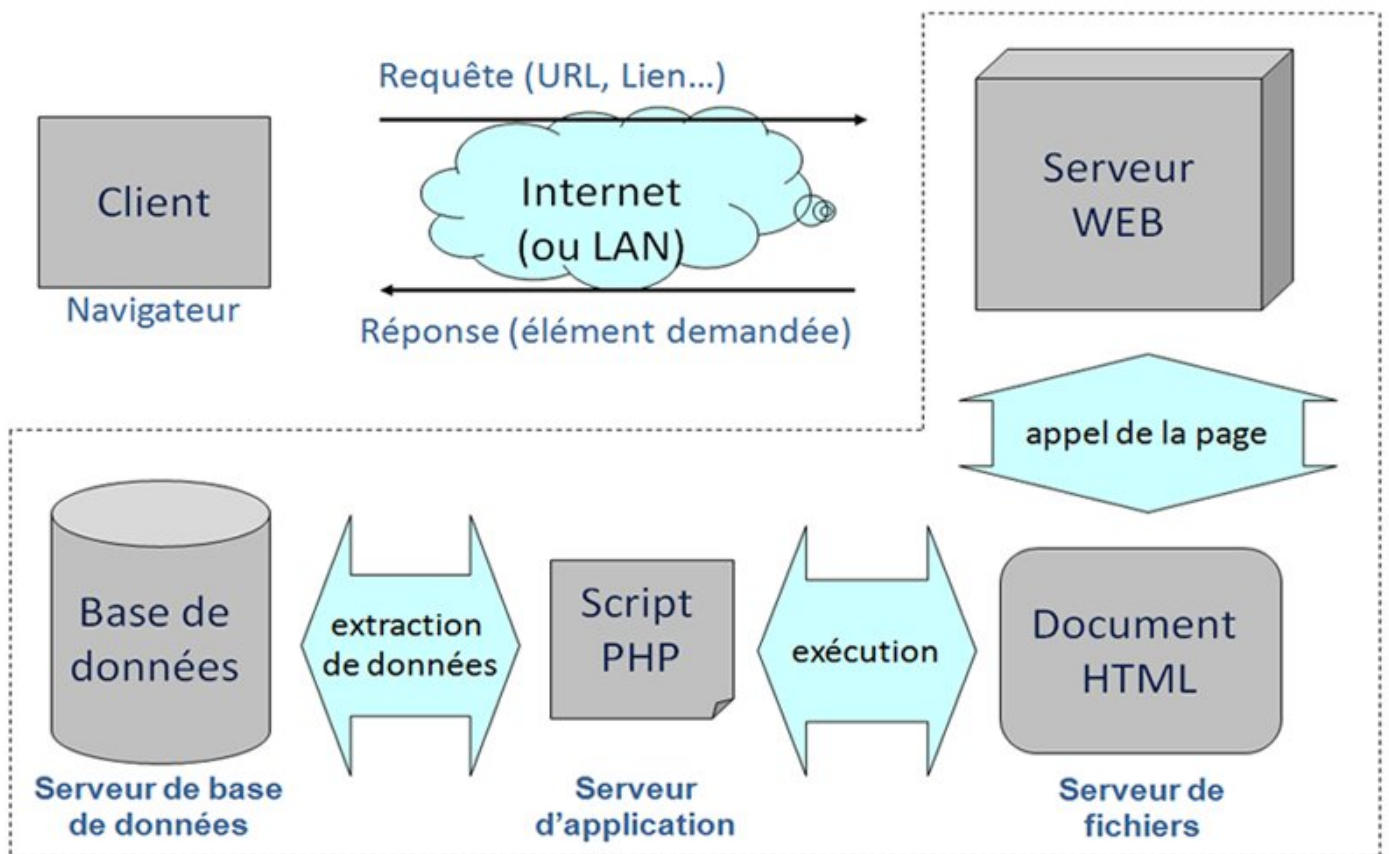 Requête (URL, Lien...)
Client
Navigateur
Internet
(ou LAN)
Réponse (élément demandée)
Serveur
WEB
appel de la page
Base de
données
extraction
de données
Script
PHP
exécution
Document
HTML
Serveur de base
de données
Serveur
d'application
Serveur de
fichiers